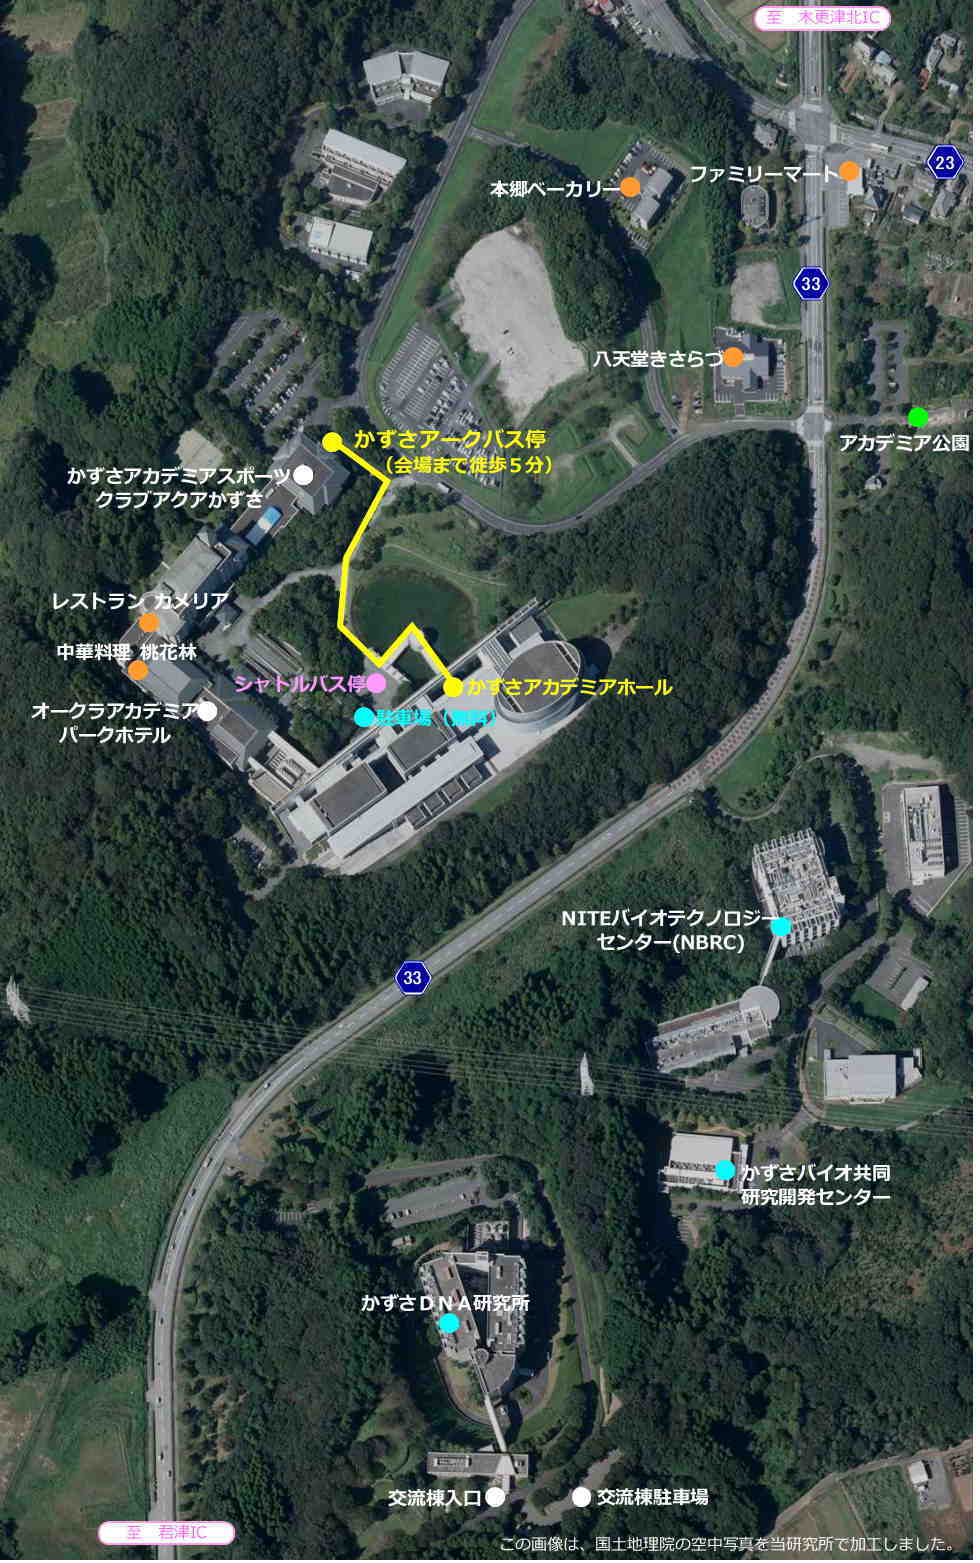 至　木更津北IC
23
ファミリーマート
本郷ベーカリー
33
八天堂きさらづ
アカデミア公園
かずさアークバス停
（会場まで徒歩５分）
かずさアカデミアスポーツ
クラブアクアかずさ
レストラン カメリア
中華料理 桃花林
シャトルバス停
かずさアカデミアホール
オークラアカデミア
パークホテル
駐車場（無料）
NITEバイオテクノロジー
センター(NBRC)
33
かずさバイオ共同
研究開発センター
かずさＤＮＡ研究所
交流棟入口
交流棟駐車場
至　君津IC
この画像は、国土地理院の空中写真を当研究所で加工しました。